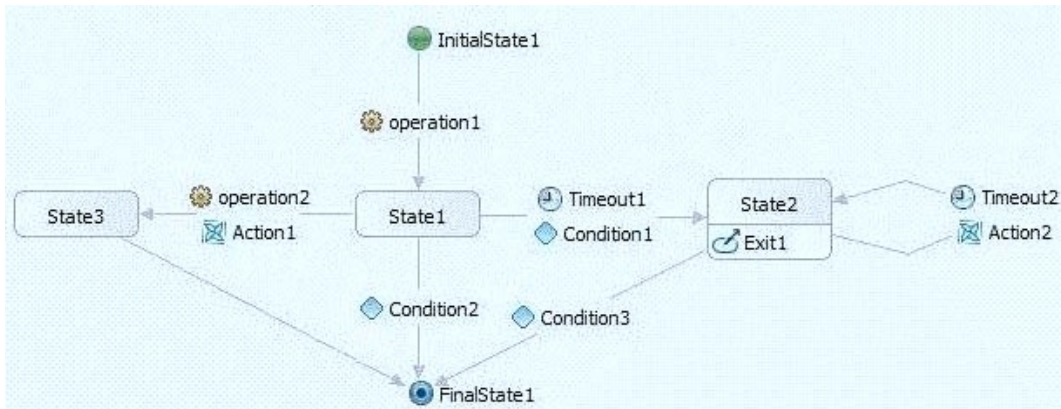 InitialState1
operation1
operation2
Action1
State3
State1
Timeout1
Condition1
State2
Exit1
Timeout2
Action2
Condition2
Condition3
FinalState1